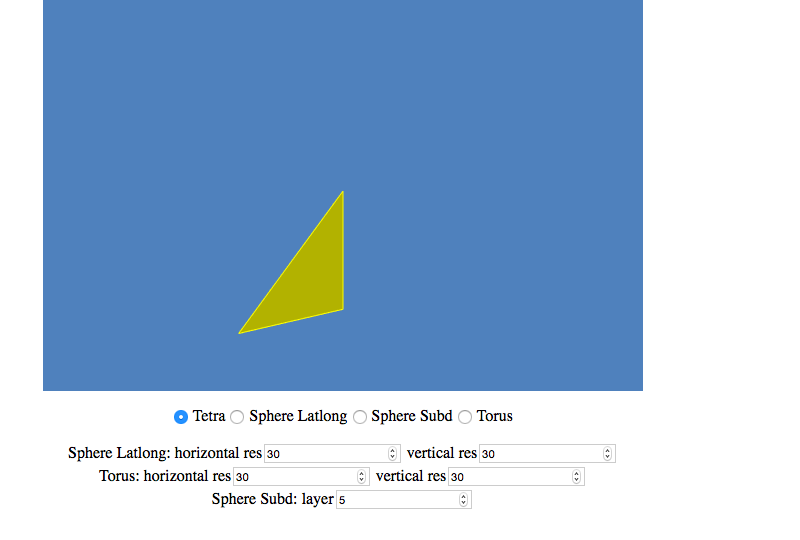 Tetra Sphere Latlong Sphere Subd Torus
Sphere Latlong: horizontal res 30 vertical res 30
Torus: horizontal res 30 vertical res 30
Sphere Subd: layer 5